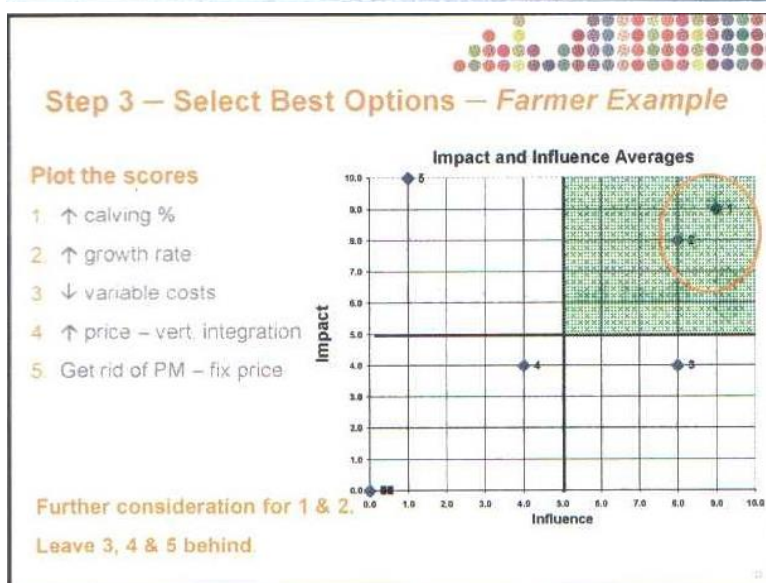 Step 3 – Select Best Options – Farmer Example
Plot the scores
1 ↑ calving %
2 ↑ growth rate
3 ↓ variable costs
4 ↑ price – vert. integration
5. Get rid of PM – fix price
Further consideration for 1 & 2.
Leave 3, 4 & 5 behind
Impact and Influence Averages
Impact
10.0
9.0
8.0
7.0
6.0
5.0
4.0
3.0
2.0
1.0
0.0
5
1
2
4
3
0.0 1.0 2.0 3.0 4.0 5.0 6.0 7.0 8.0 9.0 10.0
Influence